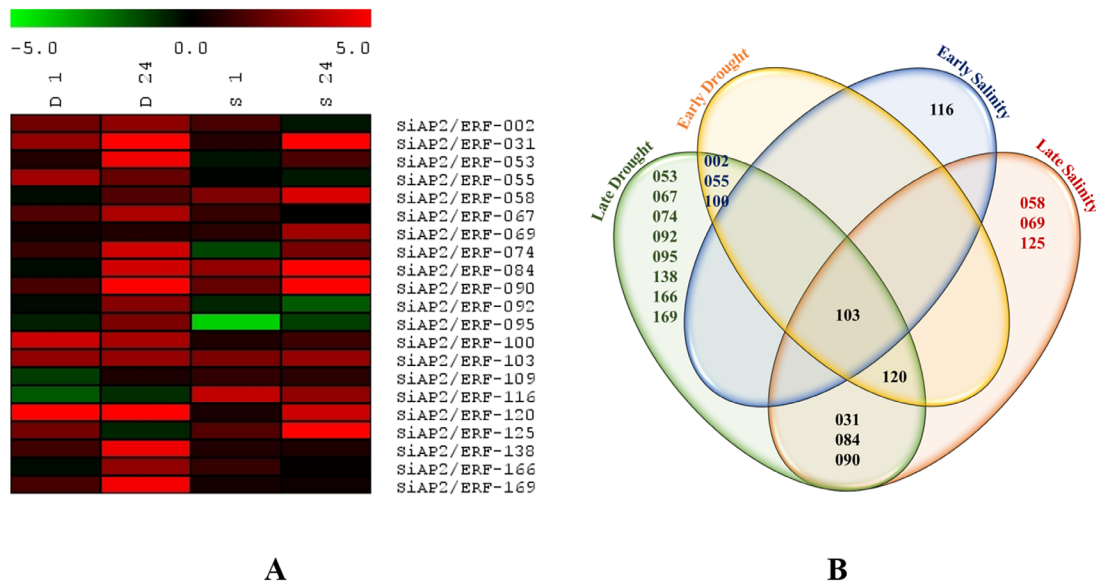 -5.0 0.0 5.0
D 1
D 24
S 1
S 24
SiAP2/ERF-002
SiAP2/ERF-031
SiAP2/ERF-053
SiAP2/ERF-055
SiAP2/ERF-058
SiAP2/ERF-067
SiAP2/ERF-069
SiAP2/ERF-074
SiAP2/ERF-084
SiAP2/ERF-090
SiAP2/ERF-092
SiAP2/ERF-095
SiAP2/ERF-100
SiAP2/ERF-103
SiAP2/ERF-109
SiAP2/ERF-116
SiAP2/ERF-120
SiAP2/ERF-125
SiAP2/ERF-138
SiAP2/ERF-166
SiAP2/ERF-169
A
Late Drought
Early Drought
Early Salinity
Late Salinity
116
002
055
100
053
067
074
092
095
138
166
169
058
069
125
103
120
031
084
090
B